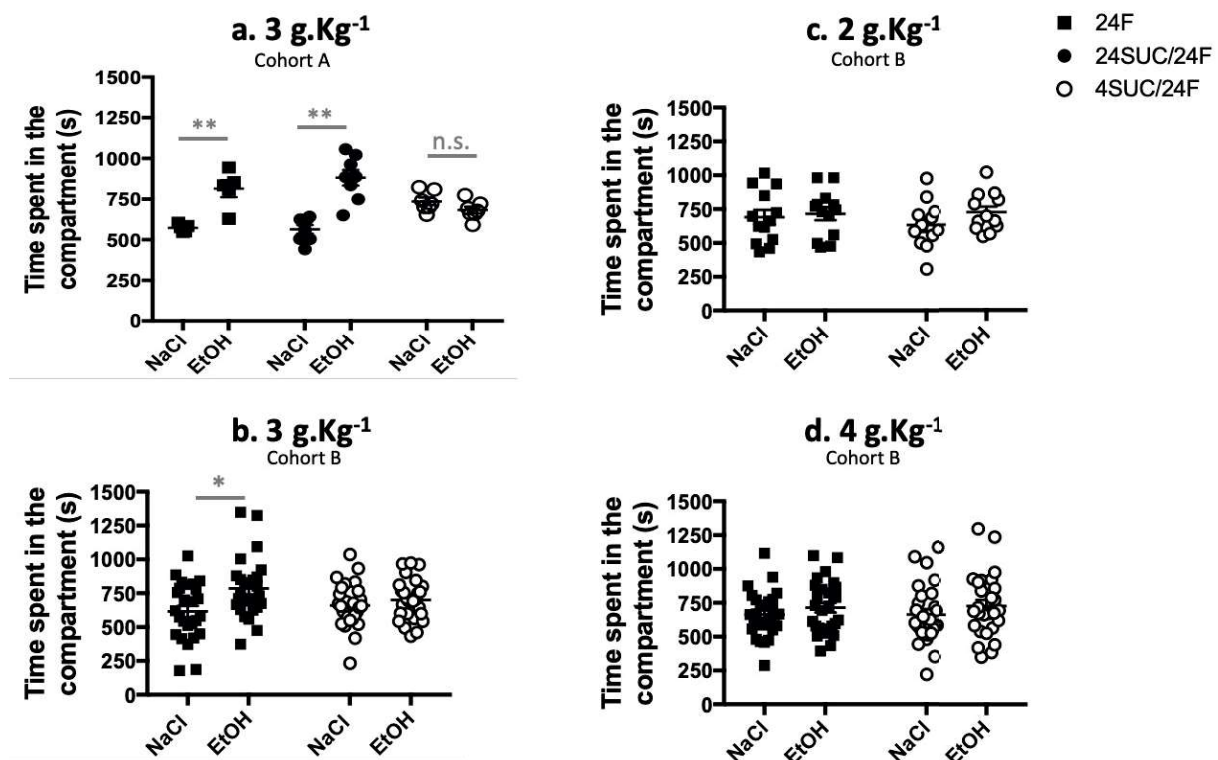 a. 3 g.Kg⁻¹
Cohort A
Time spent in the
compartment (s)
1500
1250
1000
750
500
250
0
**
**
n.s.
NaCl
EtOH
NaCl
EtOH
NaCl
EtOH
c. 2 g.Kg⁻¹
Cohort B
Time spent in the
compartment (s)
1500
1250
1000
750
500
250
0
NaCl
EtOH
NaCl
EtOH
24F
24SUC/24F
4SUC/24F
b. 3 g.Kg⁻¹
Cohort B
Time spent in the
compartment (s)
1500
1250
1000
750
500
250
0
*
NaCl
EtOH
NaCl
EtOH
d. 4 g.Kg⁻¹
Cohort B
Time spent in the
compartment (s)
1500
1250
1000
750
500
250
0
NaCl
EtOH
NaCl
EtOH